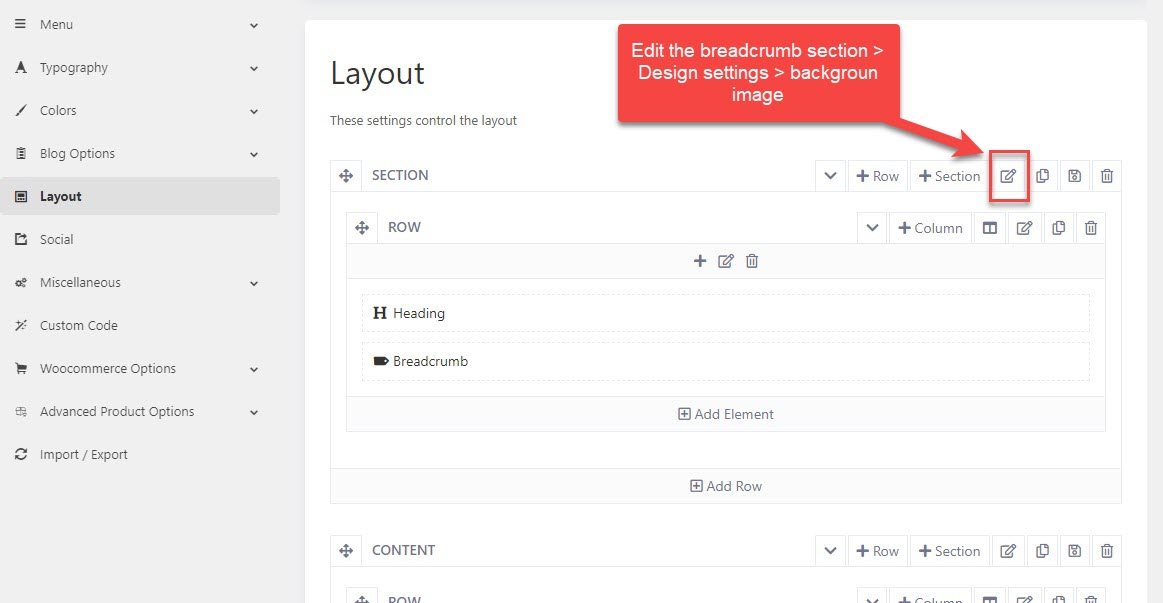 Menu
Typography
Colors
Blog Options
Layout
Social
Miscellaneous
Custom Code
Woocommerce Options
Advanced Product Options
Import / Export
Layout
These settings control the layout
Edit the breadcrumb section >
Design settings > backgroun
image
SECTION
Row
Section
ROW
Column
H Heading
Breadcrumb
Add Element
Add Row
CONTENT
Row
Section
ROW
Column